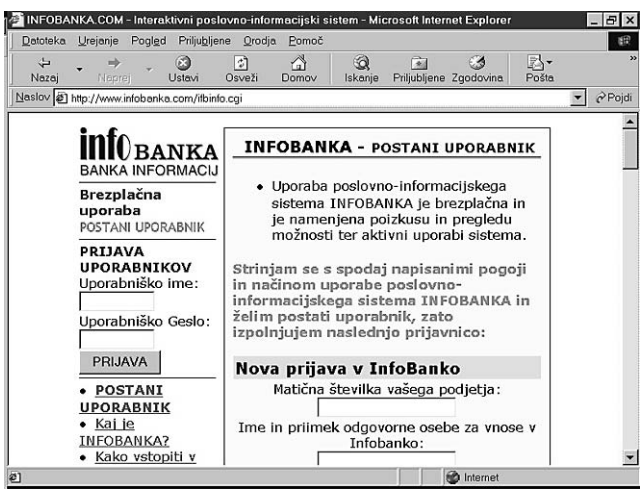 INFOBANKA.COM - Interaktivni poslovno-informacijski sistem - Microsoft Internet Explorer
Datoteka Urejanje Pogled Priljubljene Orodja Pomoč
Nazaj Naprej Ustavi Osveži Domov Iskanje Priljubljene Zgodovina Pošta »
Naslov http://www.infobanka.com/ifbinfo.cgi Pojdi
info BANKA
BANKA INFORMACIJ
Brezplačna
uporaba
POSTANI UPORABNIK
PRIJAVA
UPORABNIKOV
Uporabniško ime:
Uporabniško Geslo:
PRIJAVA
• POSTANI
UPORABNIK
• Kaj je
INFOBANKA?
• Kako vstopiti v
INFOBANKA - POSTANI UPORABNIK
• Uporaba poslovno-informacijskega
sistema INFOBANKA je brezplačna in
je namenjena poizkusu in pregledu
možnosti ter aktivni uporabi sistema.
Strinjam se s spodaj napisanimi pogoji
in načinom uporabe poslovno-
informacijskega sistema INFOBANKA in
želim postati uporabnik, zato
izpolnjujem naslednjo prijavnico:
Nova prijava v InfoBanko
Matična številka vašega podjetja:
Ime in priimek odgovorne osebe za vnose v
Infobanko:
Internet